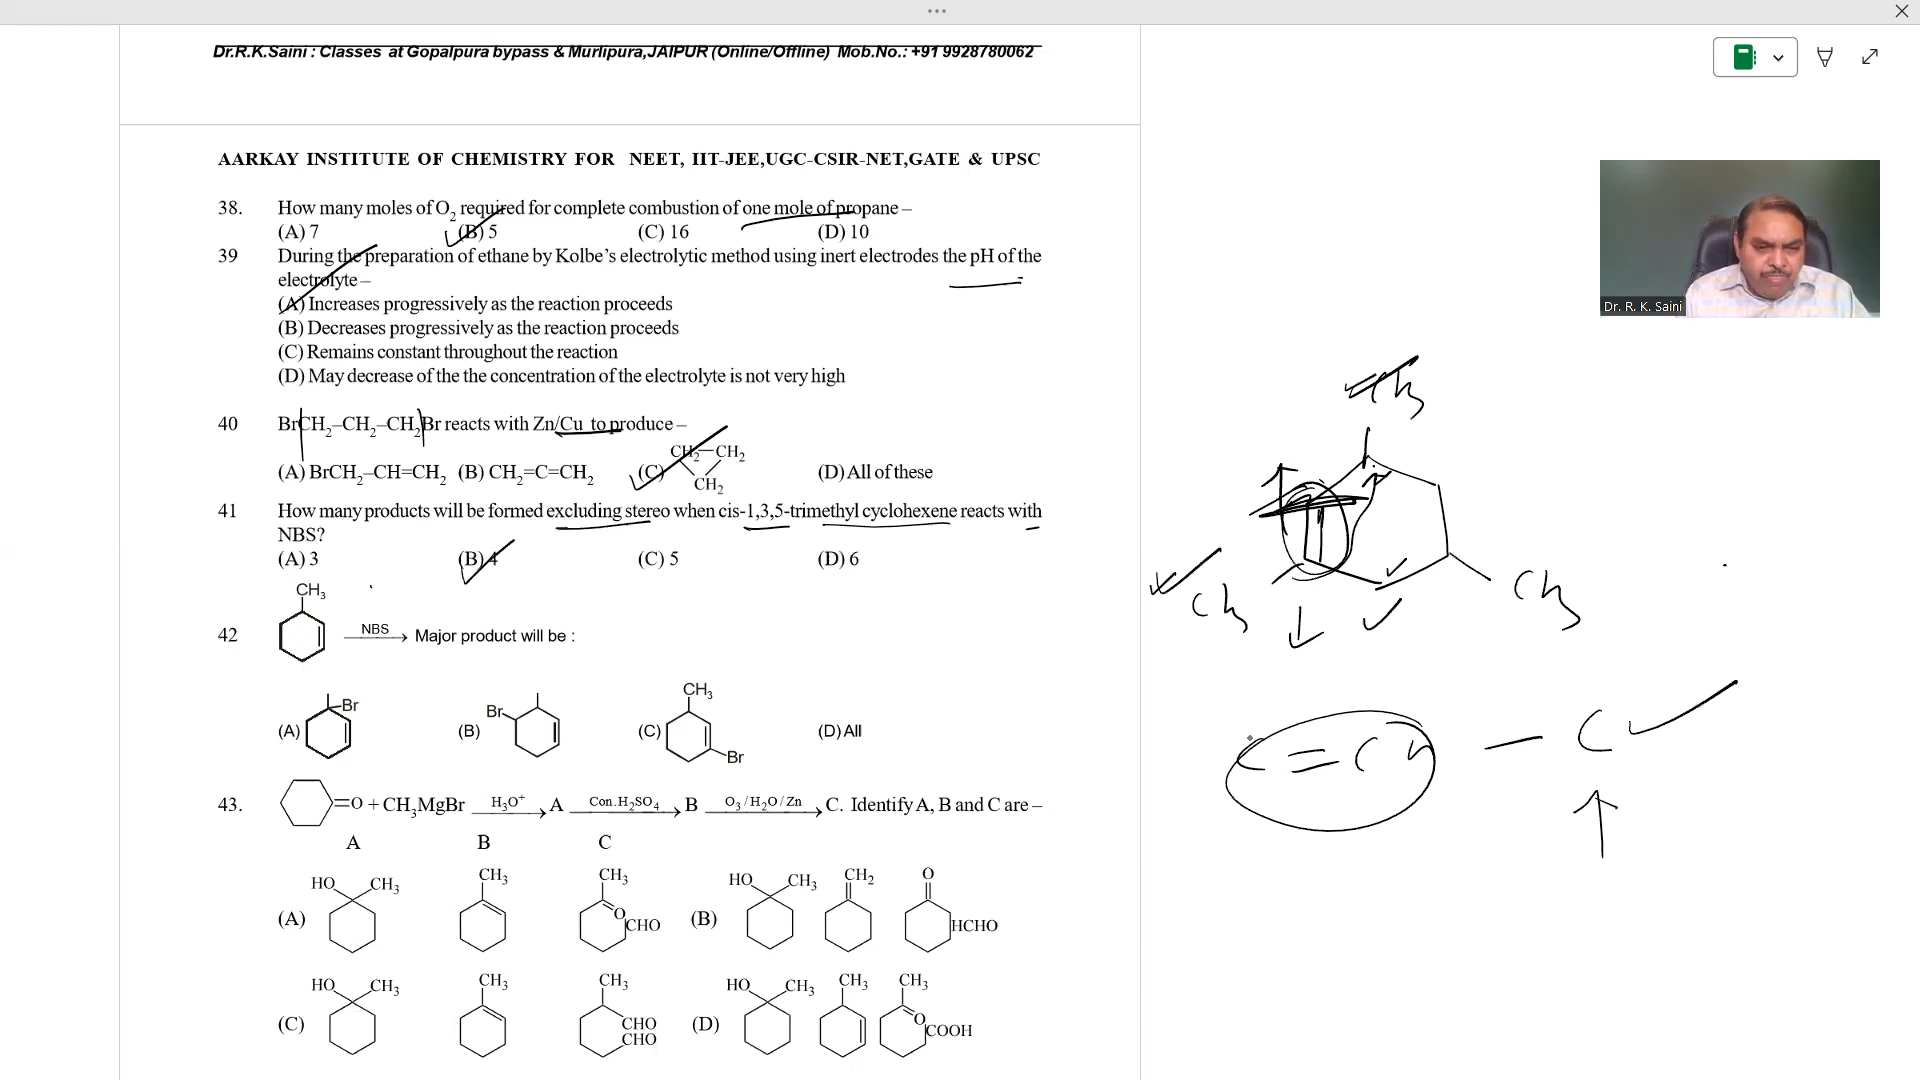 Dr.R.K.Saini : Classes at Gopalpura bypass & Murlipura,JAIPUR (Online/Offline) Mob.No.: +91 9928780062
AARKAY INSTITUTE OF CHEMISTRY FOR NEET, IIT-JEE,UGC-CSIR-NET,GATE & UPSC
38. How many moles of O2 required for complete combustion of one mole of propane –
(A) 7 (B) 5 (C) 16 (D) 10
39 During the preparation of ethane by Kolbe's electrolytic method using inert electrodes the pH of the
electrolyte –
(A) Increases progressively as the reaction proceeds
(B) Decreases progressively as the reaction proceeds
(C) Remains constant throughout the reaction
(D) May decrease of the the concentration of the electrolyte is not very high
40 BrCH2–CH2–CH2Br reacts with Zn/Cu to produce –
(A) BrCH2–CH=CH2 (B) CH2=C=CH2 (C) CH2–CH2 CH2 (D) All of these
41 How many products will be formed excluding stereo when cis-1,3,5-trimethyl cyclohexene reacts with
NBS?
(A) 3 (B) 4 (C) 5 (D) 6
CH3
42 NBS Major product will be :
(A) Br (B) Br (C) CH3 Br (D) All
43. =O + CH3MgBr H3O+ A Con.H2SO4 B O3/H2O/Zn C. Identify A, B and C are –
A B C
(A) HO CH3 CH3 CH3 O CHO (B) HO CH3 CH2 O HCHO
(C) HO CH3 CH3 CH3 CHO CHO (D) HO CH3 CH3 CH3 O COOH
Dr. R. K. Saini
CH3
CH3
CH3
C = CH – C